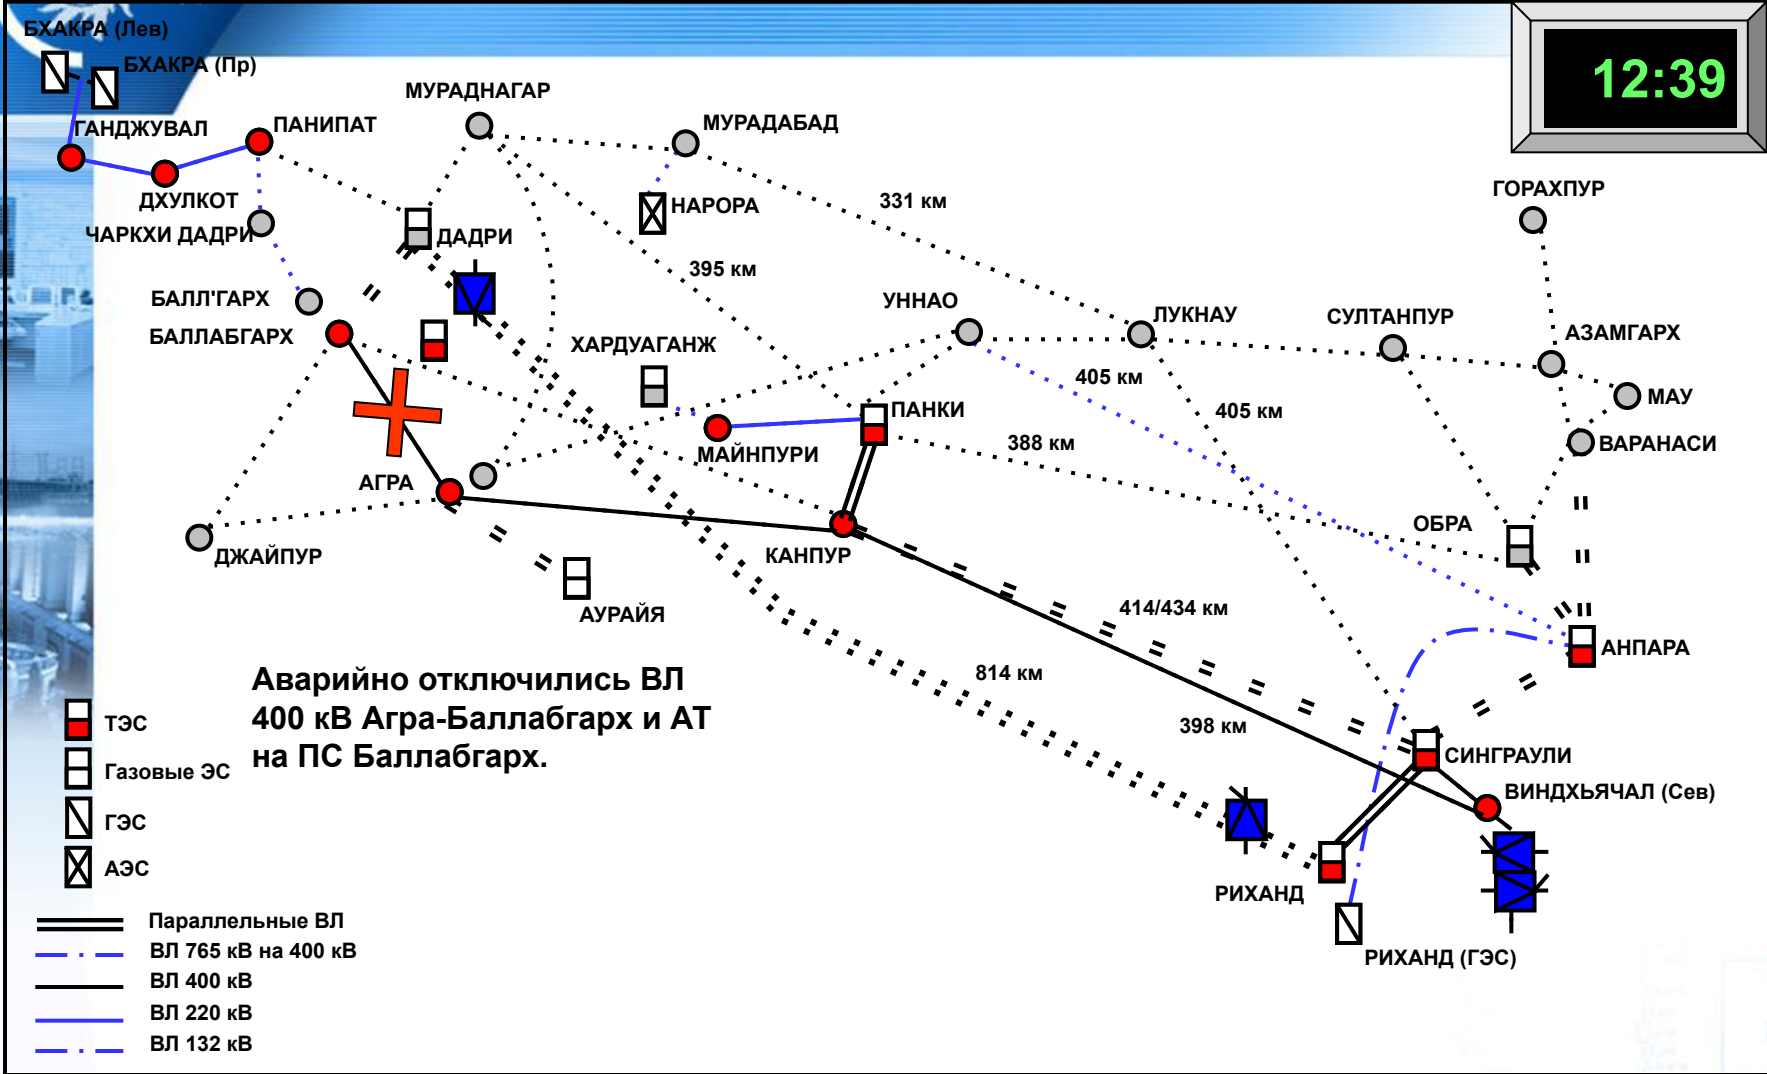 БХАКРА (Лев)
БХАКРА (Пр)
12:39
МУРАДНАГАР
ГАНДЖУВАЛ
ПАНИПАТ
МУРАДАБАД
ДХУЛКОТ
НАРОРА
331 км
ГОРАХПУР
ЧАРКХИ ДАДРИ
ДАДРИ
395 км
БАЛЛ'ГАРХ
УННАО
ЛУКНАУ
СУЛТАНПУР
АЗАМГАРХ
БАЛЛАБГАРХ
ХАРДУАГАНЖ
405 км
МАУ
ПАНКИ
405 км
388 км
ВАРАНАСИ
МАЙНПУРИ
АГРА
ОБРА
ДЖАЙПУР
КАНПУР
АУРАЙЯ
414/434 км
АНПАРА
814 км
398 км
Аварийно отключились ВЛ
400 кВ Агра-Баллабгарх и АТ
на ПС Баллабгарх.
СИНГРАУЛИ
ВИНДХЬЯЧАЛ (Сев)
РИХАНД
РИХАНД (ГЭС)
ТЭС
Газовые ЭС
ГЭС
АЭС
Параллельные ВЛ
ВЛ 765 кВ на 400 кВ
ВЛ 400 кВ
ВЛ 220 кВ
ВЛ 132 кВ